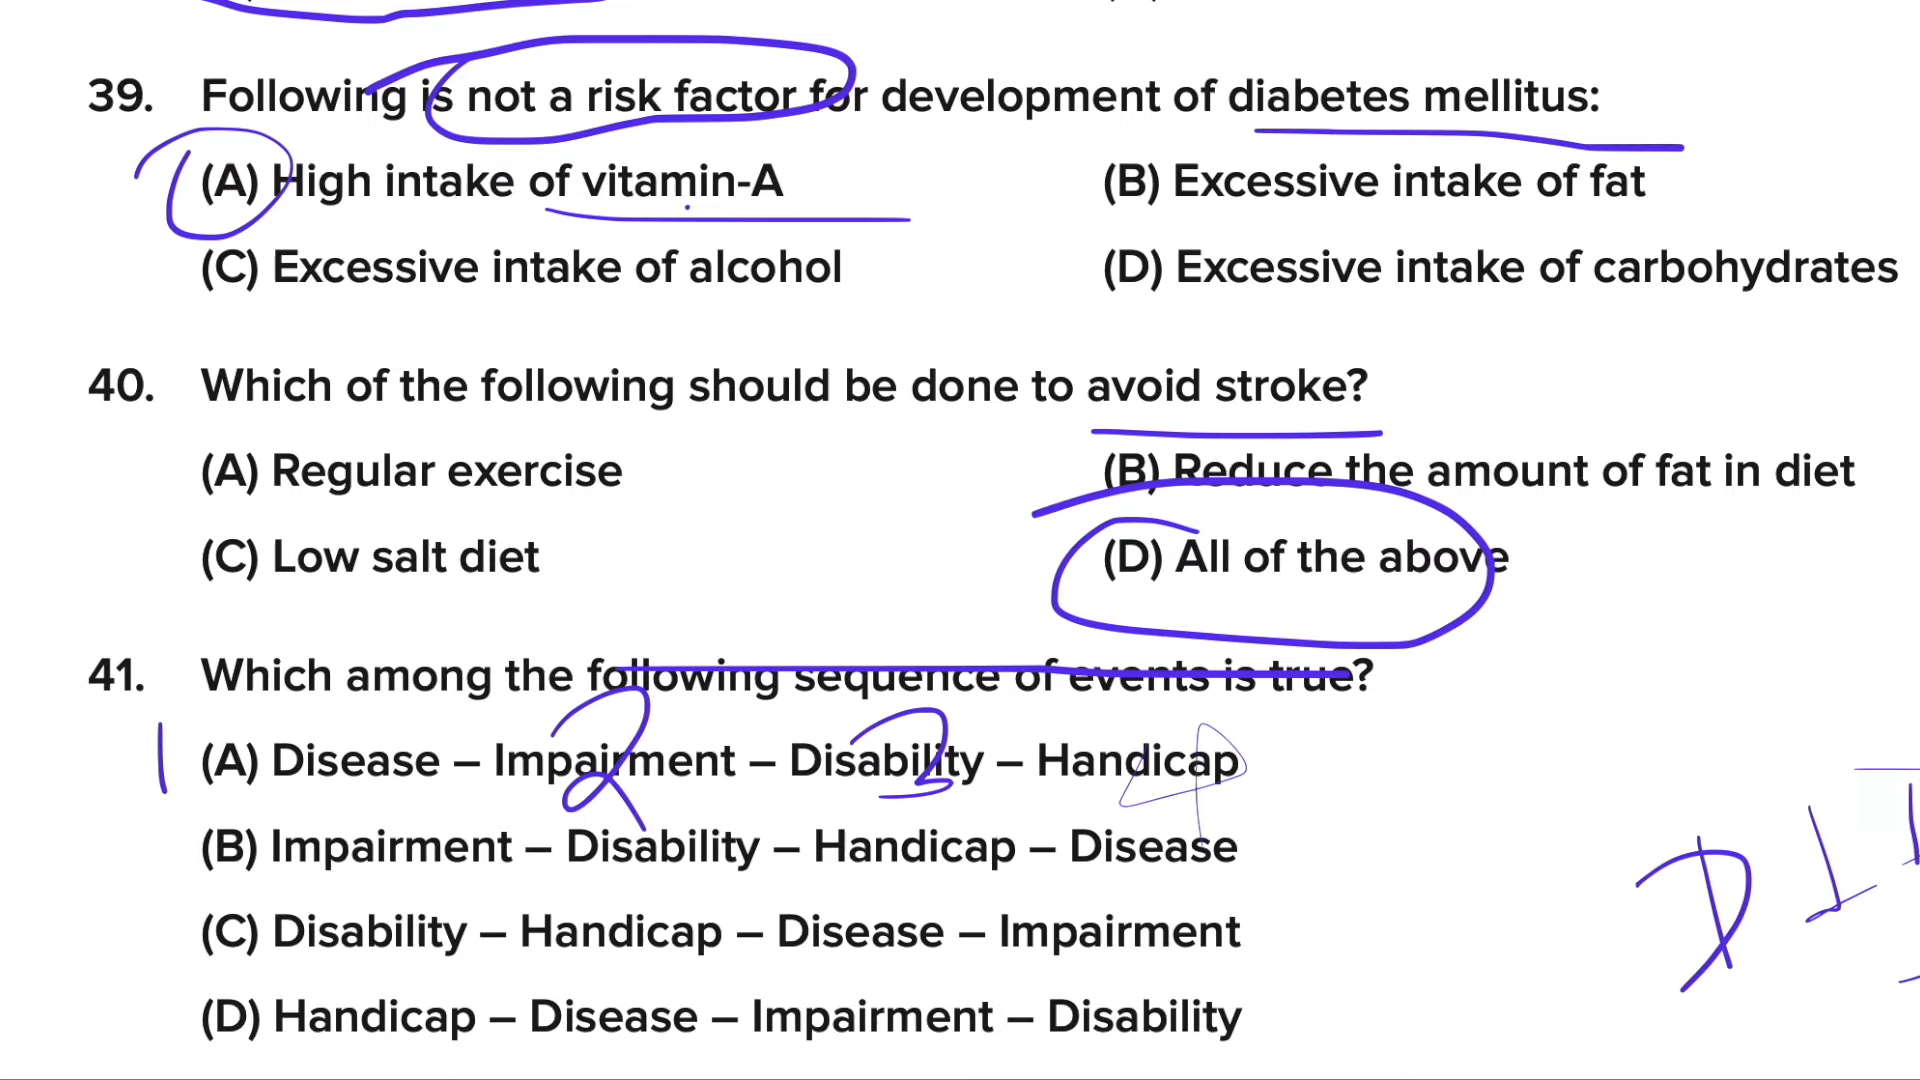 39. Following is not a risk factor for development of diabetes mellitus:
(A) High intake of vitamin-A (B) Excessive intake of fat
(C) Excessive intake of alcohol (D) Excessive intake of carbohydrates
40. Which of the following should be done to avoid stroke?
(A) Regular exercise (B) Reduce the amount of fat in diet
(C) Low salt diet (D) All of the above
41. Which among the following sequence of events is true?
1 2 3 4
(A) Disease – Impairment – Disability – Handicap
(B) Impairment – Disability – Handicap – Disease
(C) Disability – Handicap – Disease – Impairment
(D) Handicap – Disease – Impairment – Disability
D I